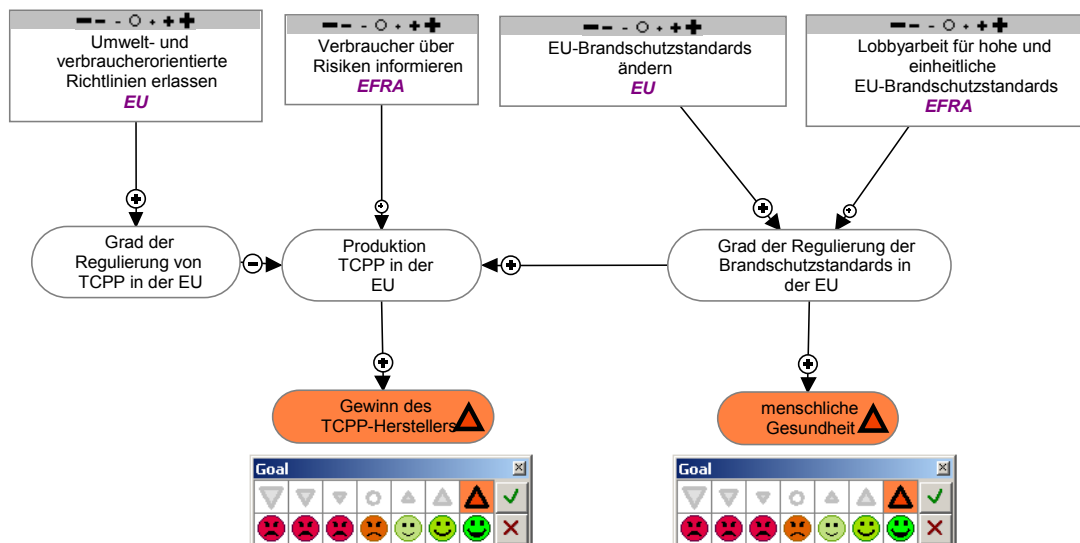 Umwelt- und
verbraucherorientierte
Richtlinien erlassen
EU
Verbraucher über
Risiken informieren
EFRA
EU-Brandschutzstandards
ändern
EU
Lobbyarbeit für hohe und
einheitliche
EU-Brandschutzstandards
EFRA
Grad der
Regulierung von
TCPP in der EU
Produktion
TCPP in der
EU
Grad der Regulierung der
Brandschutzstandards in
der EU
Gewinn des
TCPP-Herstellers
menschliche
Gesundheit
Goal
Goal